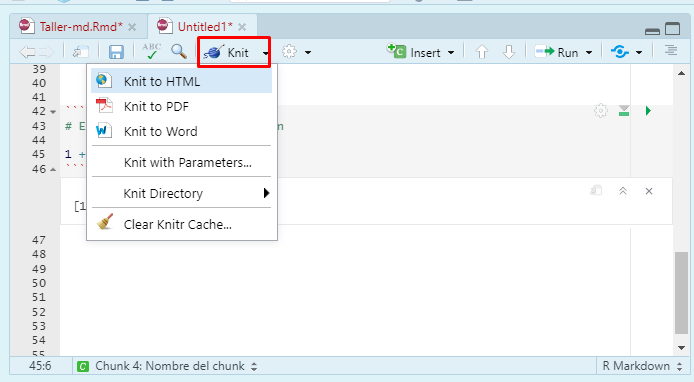 Taller-md.Rmd* Untitled1*
ABC Knit Insert Run
39
40
41
42 ```
43 # E n
44
45 1 +
46 ```
[1
47
48
49
50
51
52
53
54
55
Knit to HTML
Knit to PDF
Knit to Word
Knit with Parameters...
Knit Directory
Clear Knitr Cache...
45:6 Chunk 4: Nombre del chunk R Markdown